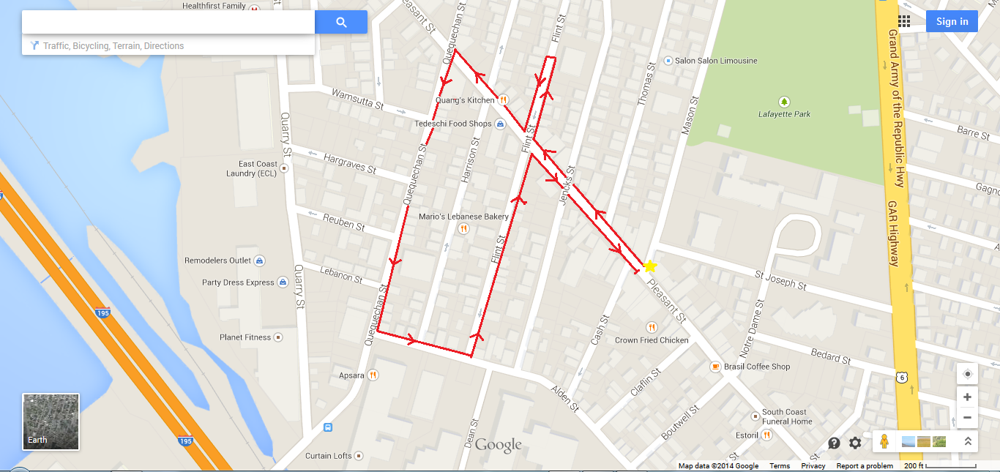 Healthfirst Family
Pleasant St
Quequechan St
Flint St
Sign in
Traffic, Bicycling, Terrain, Directions
Grand Army of the Republic Hwy
Salon Salon Limousine
Thomas St
Wamsutta St
Quang's Kitchen
Mason St
Lafayette Park
Barre St
Tedeschi Food Shops
Quarry St
Flint St
East Coast
Laundry (ECL)
Hargraves St
Quequechan St
Harrison St
Jencks St
GAR Highway
Reuben St
Mario's Lebanese Bakery
Flint St
Remodelers Outlet
Party Dress Express
Quarry St
Lebanon St
St Joseph St
Pleasant St
195
Quequechan St
Planet Fitness
Cash St
Crown Fried Chicken
Notre Dame St
Bedard St
Brasil Coffee Shop
6
Apsara
Alden St
Claflin St
Boutwell St
South Coast
Funeral Home
Estoril
Dean St
Google
Earth
195
Curtain Lofts
Map data ©2014 Google
Terms
Privacy
Report a problem
200 ft